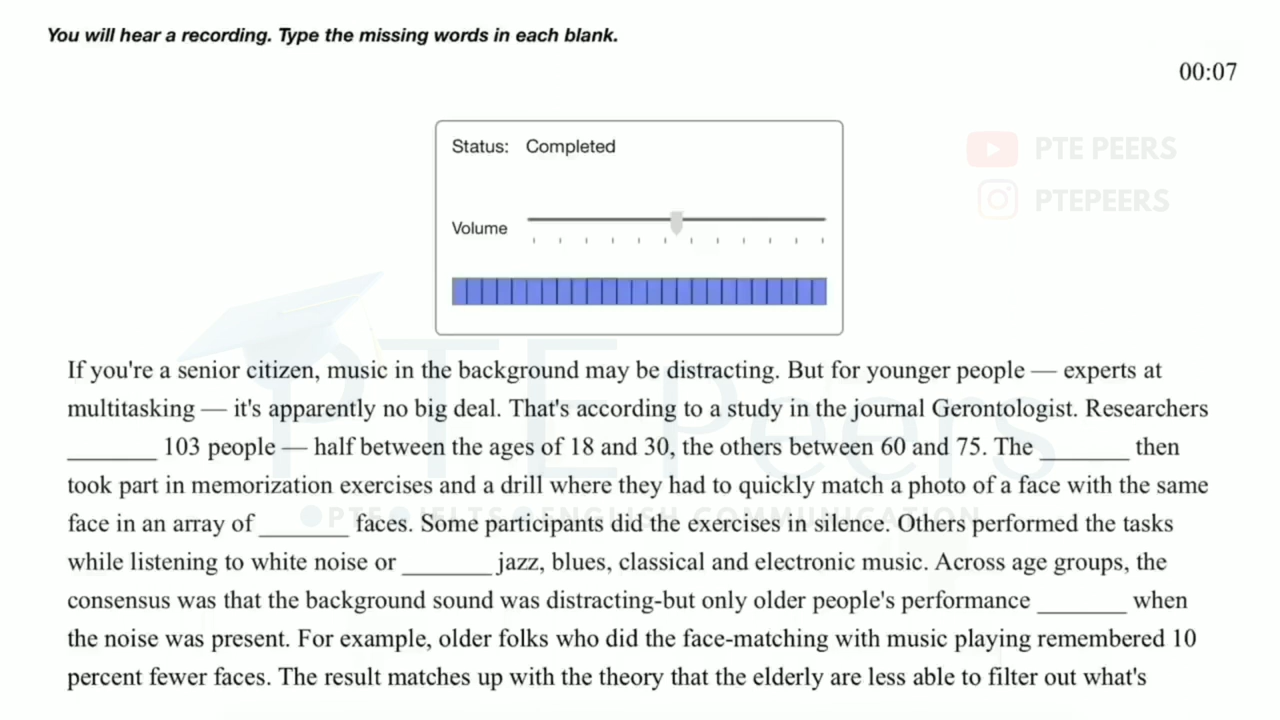 You will hear a recording. Type the missing words in each blank.
00:07
Status: Completed
PTE PEERS
PTEPEERS
Volume
If you're a senior citizen, music in the background may be distracting. But for younger people — experts at
multitasking — it's apparently no big deal. That's according to a study in the journal Gerontologist. Researchers
________ 103 people — half between the ages of 18 and 30, the others between 60 and 75. The ________ then
took part in memorization exercises and a drill where they had to quickly match a photo of a face with the same
face in an array of ________ faces. Some participants did the exercises in silence. Others performed the tasks
while listening to white noise or ________ jazz, blues, classical and electronic music. Across age groups, the
consensus was that the background sound was distracting-but only older people's performance ________ when
the noise was present. For example, older folks who did the face-matching with music playing remembered 10
percent fewer faces. The result matches up with the theory that the elderly are less able to filter out what's
PTE Peers
PTE IELTS ENGLISH COMMUNICATION